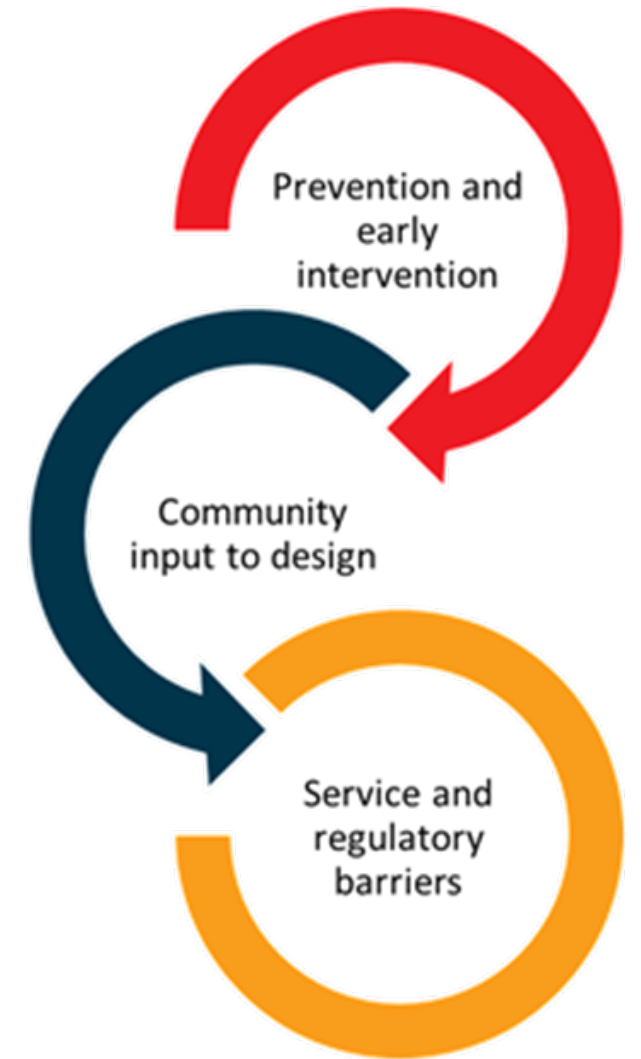 Prevention and
early
intervention
Community
input to design
Service and
regulatory
barriers